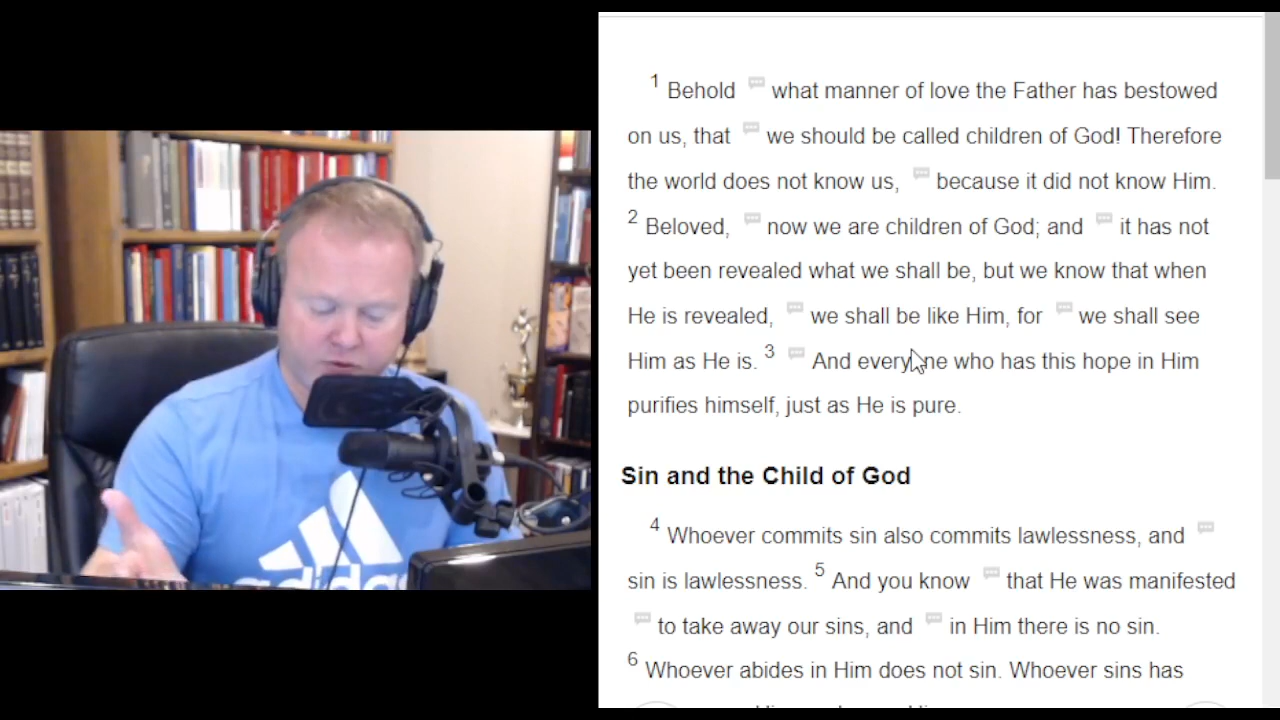 1 Behold what manner of love the Father has bestowed
on us, that we should be called children of God! Therefore
the world does not know us, because it did not know Him.
2 Beloved, now we are children of God; and it has not
yet been revealed what we shall be, but we know that when
He is revealed, we shall be like Him, for we shall see
Him as He is. 3 And everyone who has this hope in Him
purifies himself, just as He is pure.
Sin and the Child of God
4 Whoever commits sin also commits lawlessness, and
sin is lawlessness. 5 And you know that He was manifested
to take away our sins, and in Him there is no sin.
6 Whoever abides in Him does not sin. Whoever sins has
adidas